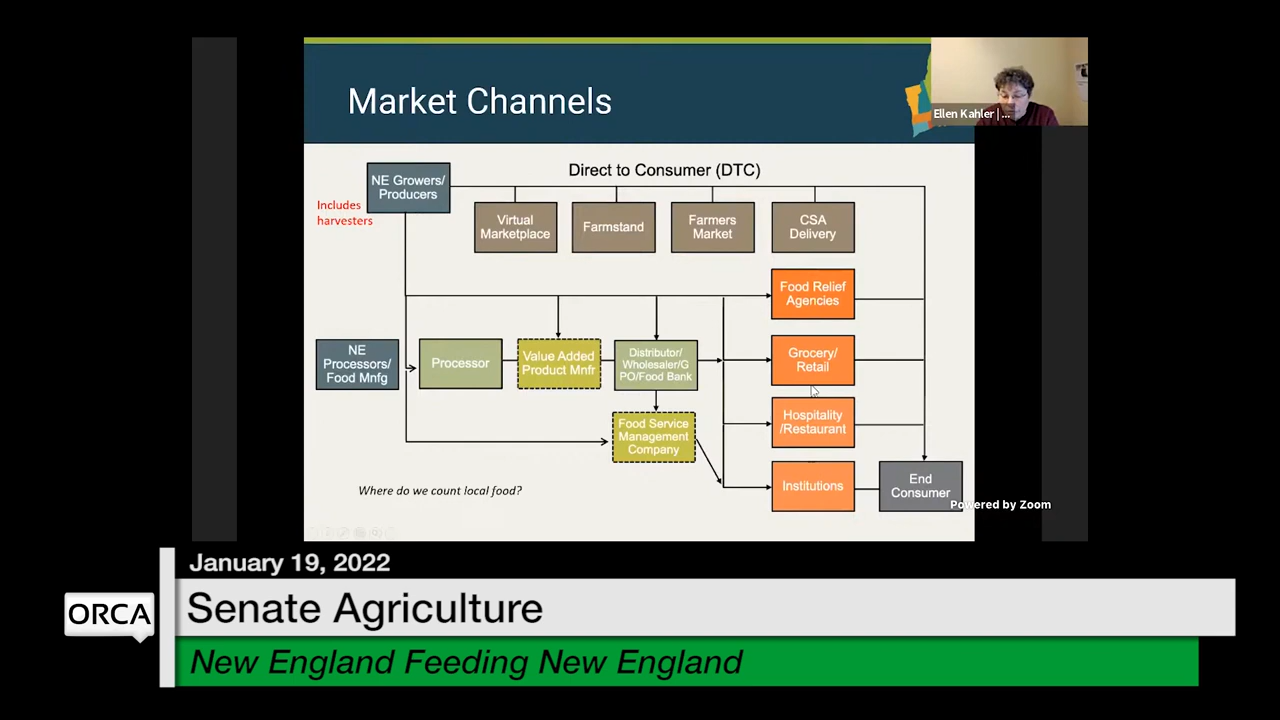 Market Channels
Ellen Kahler | ...
Direct to Consumer (DTC)
NE Growers/
Producers
Includes
harvesters
Virtual
Marketplace
Farmstand
Farmers
Market
CSA
Delivery
Food Relief
Agencies
NE
Processors/
Food Mnfg
Processor
Value Added
Product Mnfr
Distributor/
Wholesaler/G
PO/Food Bank
Grocery/
Retail
Food Service
Management
Company
Hospitality
/Restaurant
Institutions
End
Consumer
Where do we count local food?
Powered by Zoom
January 19, 2022
ORCA
Senate Agriculture
New England Feeding New England